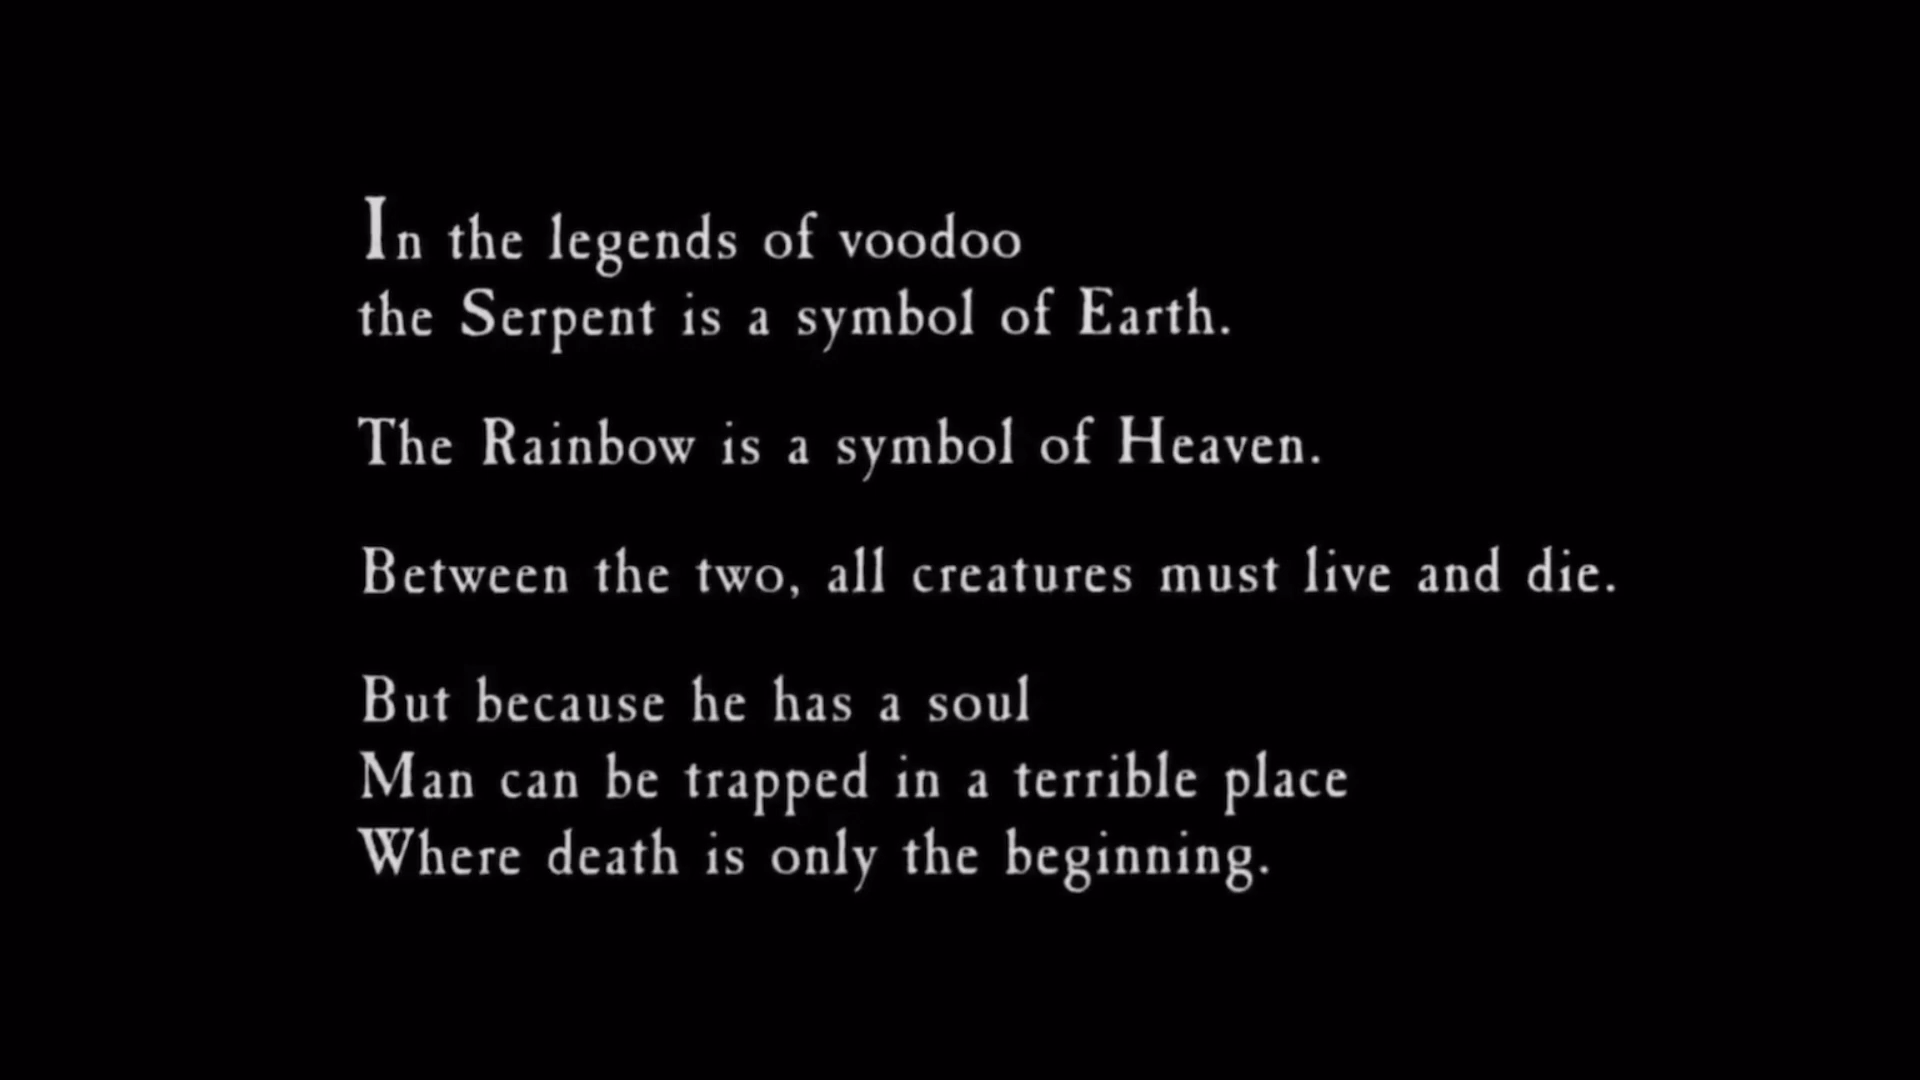 In the legends of voodoo
the Serpent is a symbol of Earth.
The Rainbow is a symbol of Heaven.
Between the two, all creatures must live and die.
But because he has a soul
Man can be trapped in a terrible place
Where death is only the beginning.